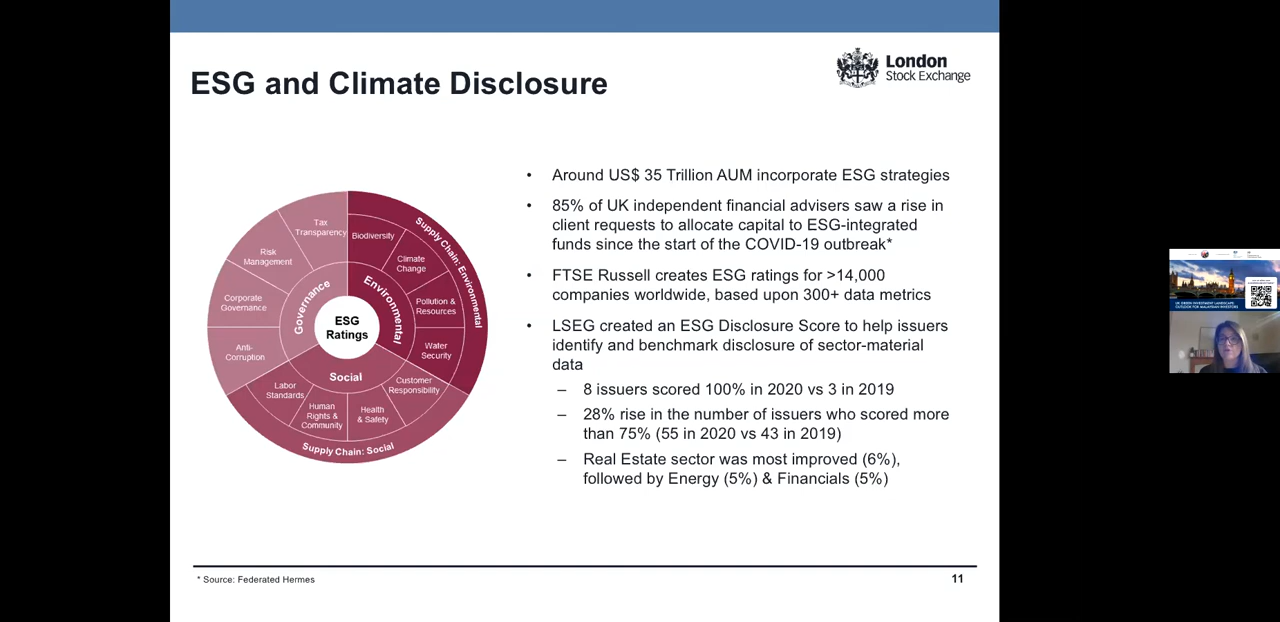 ESG and Climate Disclosure
London
Stock Exchange
Tax
Transparency
Risk
Management
Corporate
Governance
Anti-
Corruption
Governance
Biodiversity
Climate
Change
Pollution &
Resources
Water
Security
Environmental
Supply Chain: Environmental
ESG
Ratings
Social
Customer
Responsibility
Health
& Safety
Human
Rights &
Community
Labor
Standards
Supply Chain: Social
• Around US$ 35 Trillion AUM incorporate ESG strategies
• 85% of UK independent financial advisers saw a rise in
client requests to allocate capital to ESG-integrated
funds since the start of the COVID-19 outbreak*
• FTSE Russell creates ESG ratings for >14,000
companies worldwide, based upon 300+ data metrics
• LSEG created an ESG Disclosure Score to help issuers
identify and benchmark disclosure of sector-material
data
– 8 issuers scored 100% in 2020 vs 3 in 2019
– 28% rise in the number of issuers who scored more
than 75% (55 in 2020 vs 43 in 2019)
– Real Estate sector was most improved (6%),
followed by Energy (5%) & Financials (5%)
* Source: Federated Hermes
11
UK GREEN INVESTMENT LANDSCAPE
OUTLOOK FOR MALAYSIAN INVESTORS